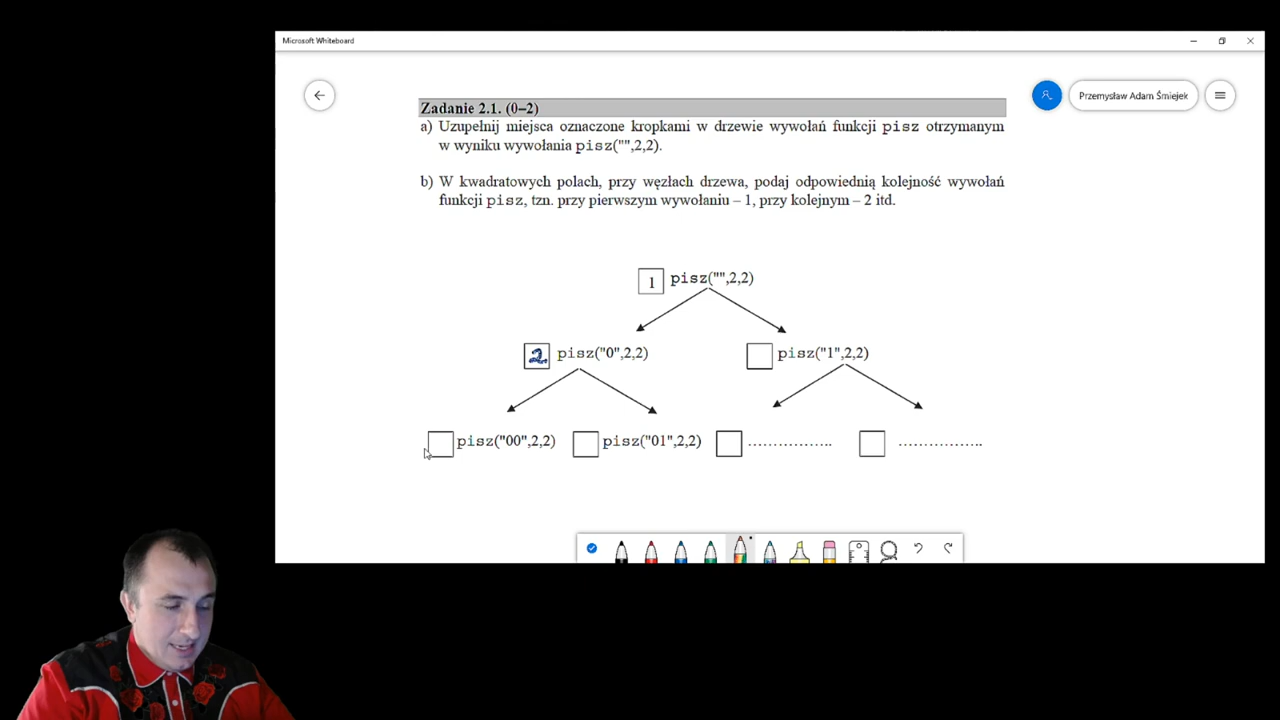 Microsoft Whiteboard
Przemysław Adam Śmiejek
Zadanie 2.1. (0–2)
a) Uzupełnij miejsca oznaczone kropkami w drzewie wywołań funkcji pisz otrzymanym
w wyniku wywołania pisz("",2,2).
b) W kwadratowych polach, przy węzłach drzewa, podaj odpowiednią kolejność wywołań
funkcji pisz, tzn. przy pierwszym wywołaniu – 1, przy kolejnym – 2 itd.
1 pisz("",2,2)
2 pisz("0",2,2) pisz("1",2,2)
pisz("00",2,2) pisz("01",2,2) ................. .................